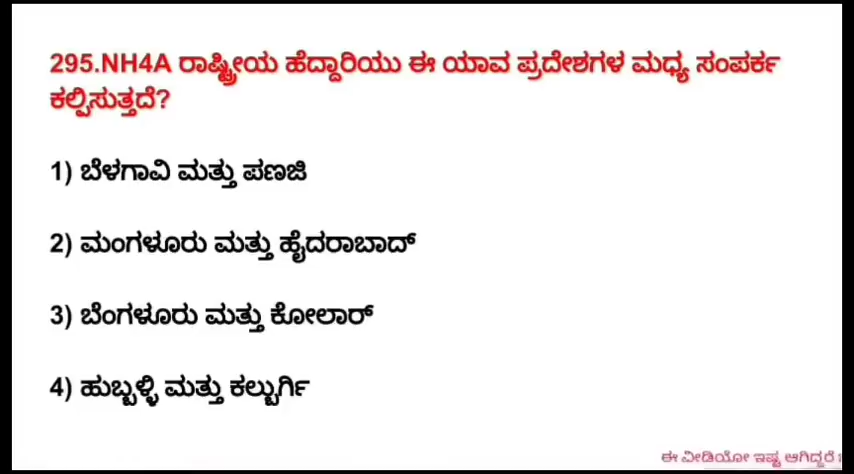 295.NH4A ರಾಷ್ಟ್ರೀಯ ಹೆದ್ದಾರಿಯು ಈ ಯಾವ ಪ್ರದೇಶಗಳ ಮಧ್ಯ ಸಂಪರ್ಕ
ಕಲ್ಪಿಸುತ್ತದೆ?
1) ಬೆಳಗಾವಿ ಮತ್ತು ಪಣಜಿ
2) ಮಂಗಳೂರು ಮತ್ತು ಹೈದರಾಬಾದ್
3) ಬೆಂಗಳೂರು ಮತ್ತು ಕೋಲಾರ್
4) ಹುಬ್ಬಳ್ಳಿ ಮತ್ತು ಕಲ್ಬುರ್ಗಿ
ಈ ವೀಡಿಯೋ ಇಷ್ಟ ಆಗಿದ್ದರೆ